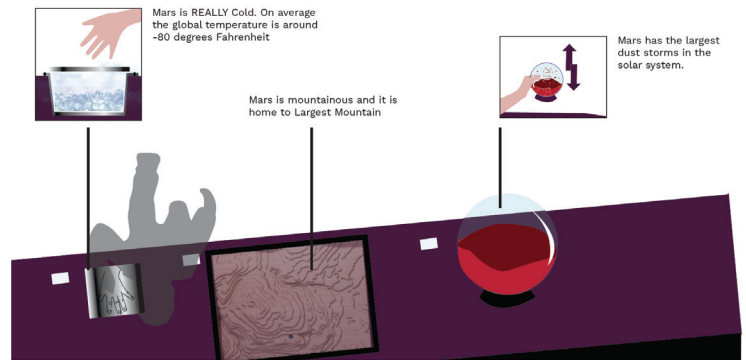 Mars is REALLY Cold. On average
the global temperature is around
-80 degrees Fahrenheit
Mars is mountainous and it is
home to Largest Mountain
Mars has the largest
dust storms in the
solar system.